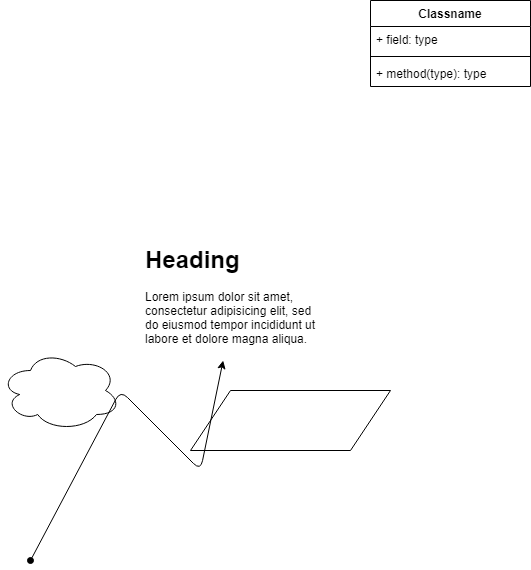 Classname
+ field: type
+ method(type): type
Heading
Lorem ipsum dolor sit amet,
consectetur adipisicing elit, sed
do eiusmod tempor incididunt ut
labore et dolore magna aliqua.